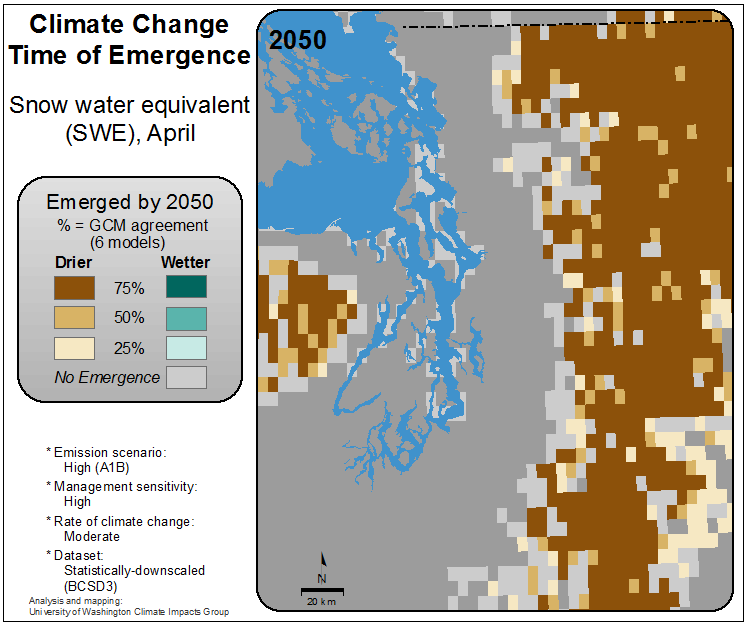 Climate Change
Time of Emergence
Snow water equivalent
(SWE), April
Emerged by 2050
% = GCM agreement
(6 models)
Drier Wetter
75%
50%
25%
No Emergence
* Emission scenario:
High (A1B)
* Management sensitivity:
High
* Rate of climate change:
Moderate
* Dataset:
Statistically-downscaled
(BCSD3)
Analysis and mapping:
University of Washington Climate Impacts Group
2050
N
20 km